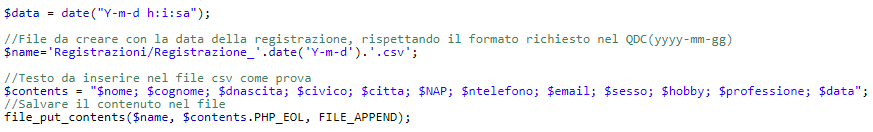 $data = date("Y-m-d h:i:sa");
//File da creare con la data della registrazione, rispettando il formato richiesto nel QDC(yyyy-mm-gg)
$name='Registrazioni/Registrazione_'.date('Y-m-d').'.csv';
//Testo da inserire nel file csv come prova
$contents = "$nome; $cognome; $dnascita; $civico; $citta; $NAP; $ntelefono; $email; $sesso; $hobby; $professione; $data";
//Salvare il contenuto nel file
file_put_contents($name, $contents.PHP_EOL, FILE_APPEND);